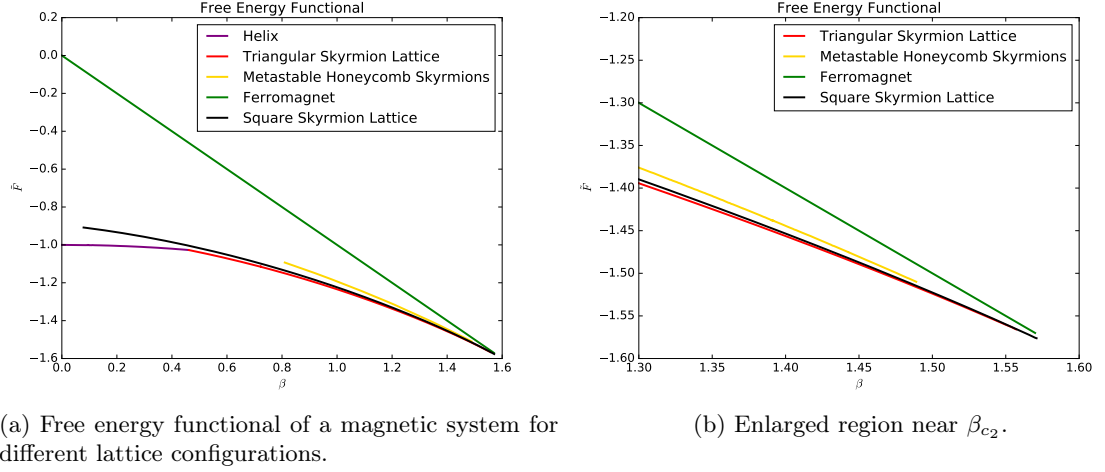 Free Energy Functional
Helix
Triangular Skyrmion Lattice
Metastable Honeycomb Skyrmions
Ferromagnet
Square Skyrmion Lattice
0.2
0.0
−0.2
−0.4
−0.6
−0.8
−1.0
−1.2
−1.4
−1.6
F̃
0.0 0.2 0.4 0.6 0.8 1.0 1.2 1.4 1.6
β
(a) Free energy functional of a magnetic system for
different lattice configurations.
Free Energy Functional
Triangular Skyrmion Lattice
Metastable Honeycomb Skyrmions
Ferromagnet
Square Skyrmion Lattice
−1.20
−1.25
−1.30
−1.35
−1.40
−1.45
−1.50
−1.55
−1.60
F̃
1.30 1.35 1.40 1.45 1.50 1.55 1.60
β
(b) Enlarged region near β_{c_2}.